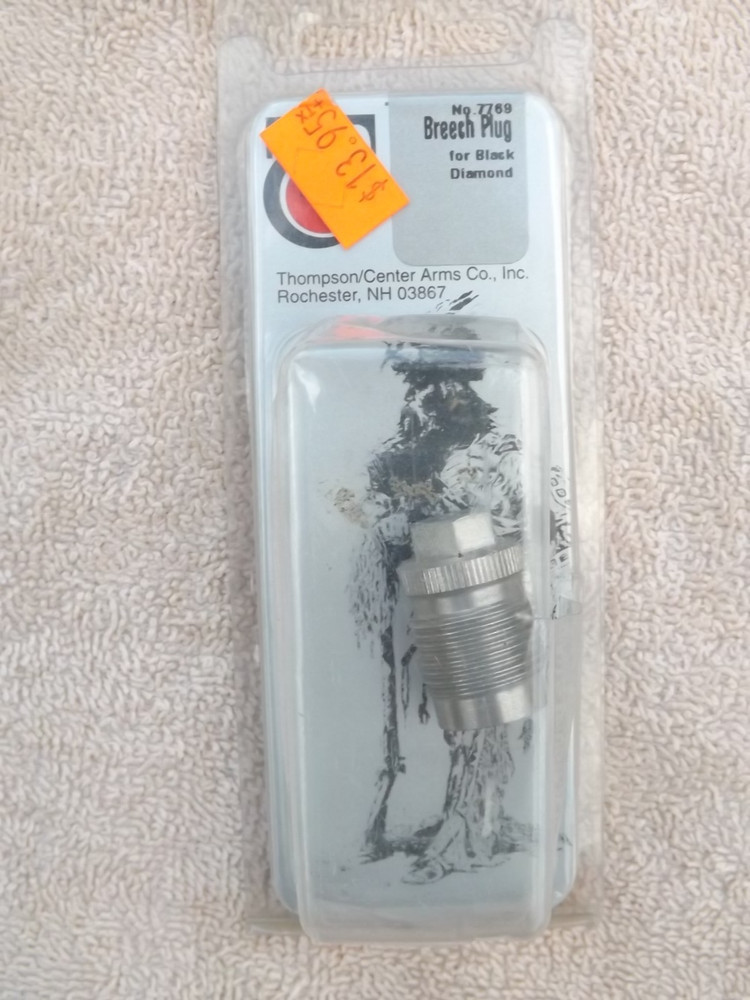 No.7769
Breech Plug
for Black
Diamond
$13.95
Thompson/Center Arms Co., Inc.
Rochester, NH 03867